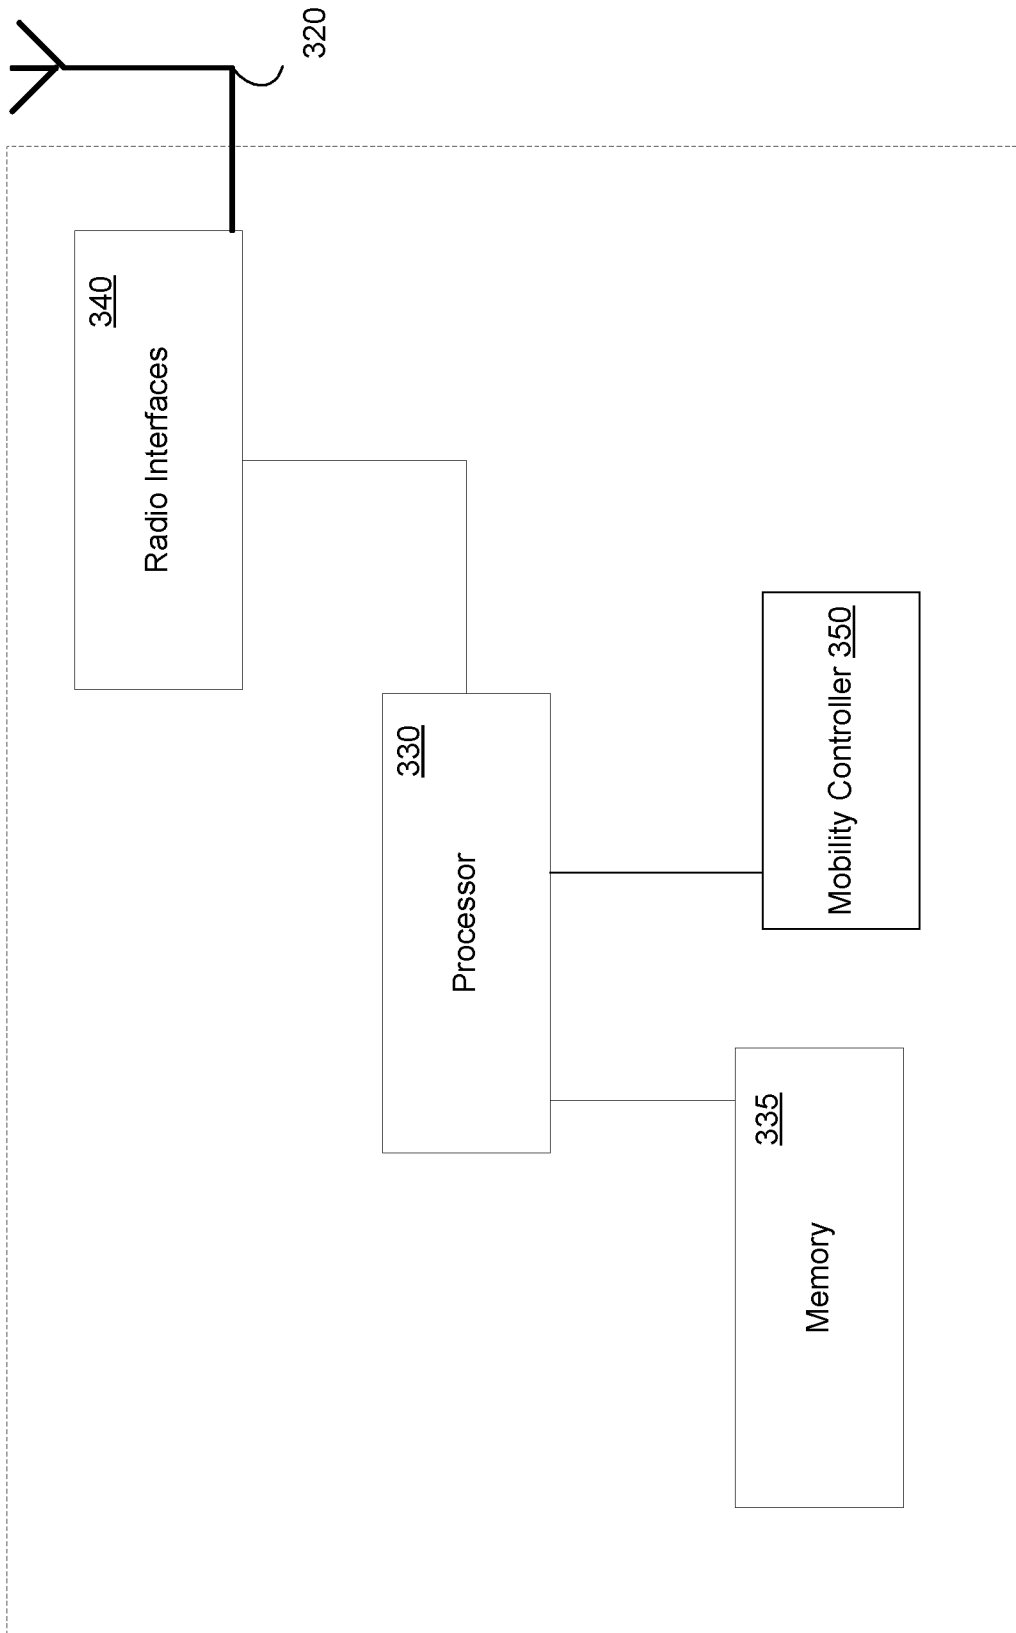 320
340
Radio Interfaces
330
Processor
Mobility Controller 350
335
Memory